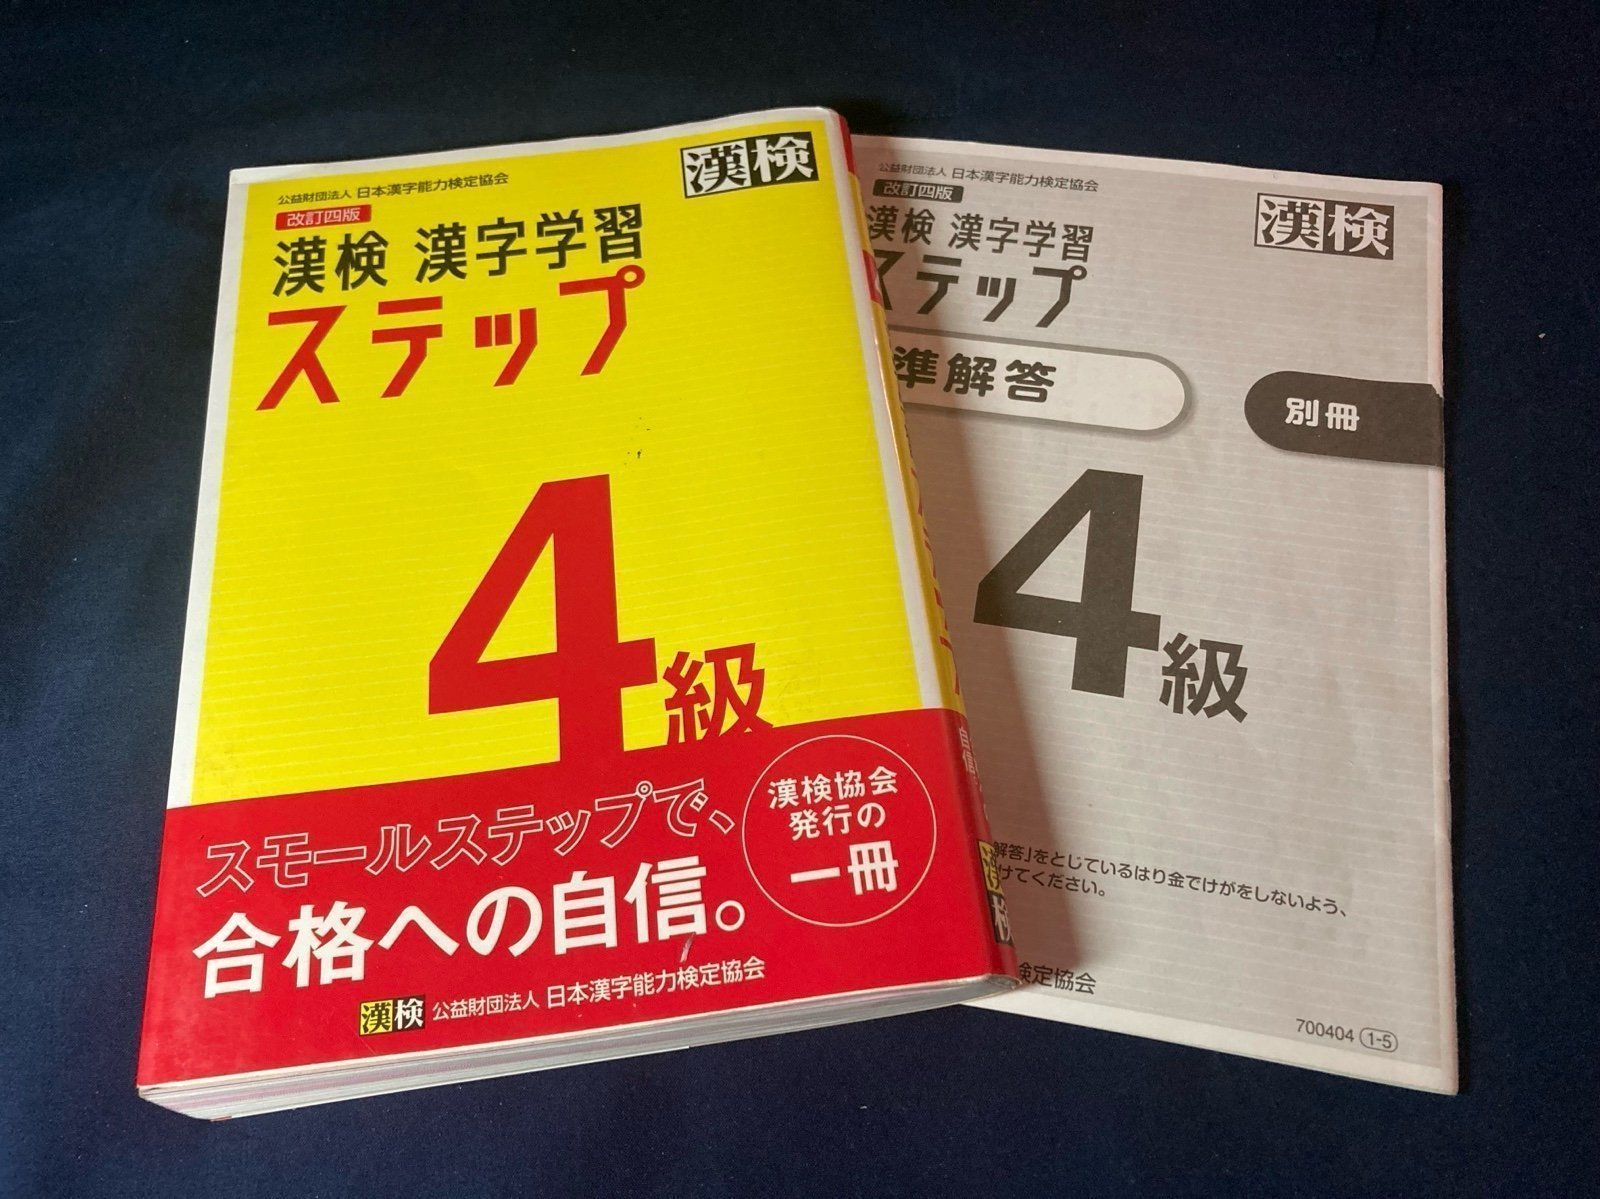 漢検
公益財団法人 日本漢字能力検定協会
改訂四版
漢検 漢字学習
ステップ
4級
スモールステップで、
合格への自信。
漢検協会
発行の
一冊
漢検 公益財団法人 日本漢字能力検定協会
公益財団法人 日本漢字能力検定協会
改訂四版
漢検
漢検 漢字学習
ステップ
準解答
別冊
4級
解答」をとじているはり金でけがをしないよう、
けてください。
検定協会
700404 1-5
漢検